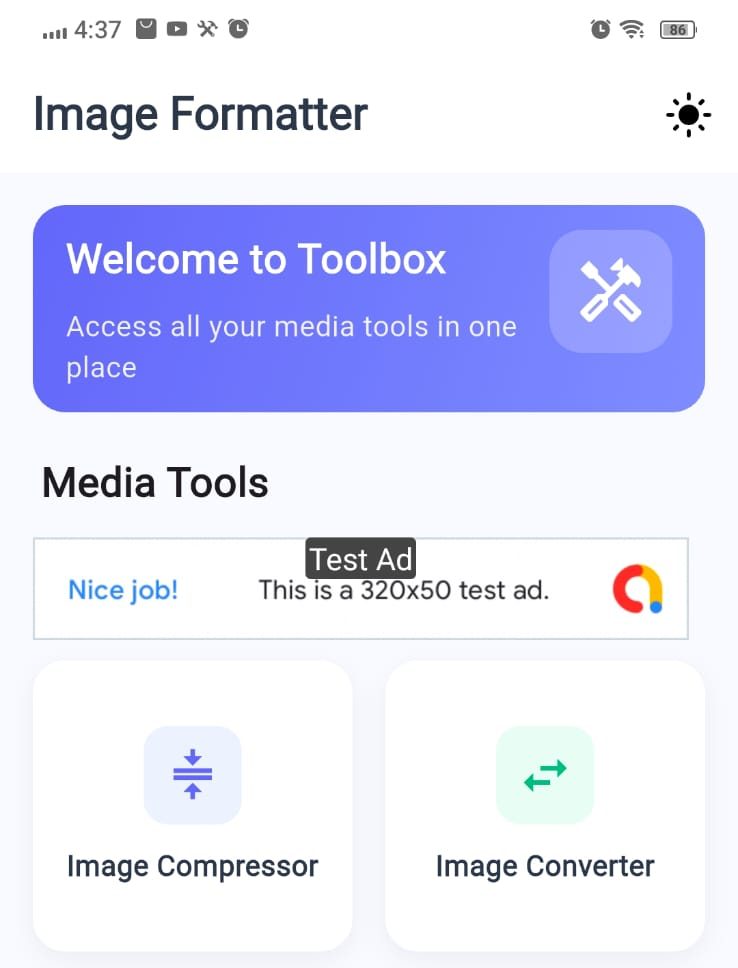 4:37
86
Image Formatter
Welcome to Toolbox
Access all your media tools in one
place
Media Tools
Test Ad
Nice job! This is a 320x50 test ad.
Image Compressor Image Converter